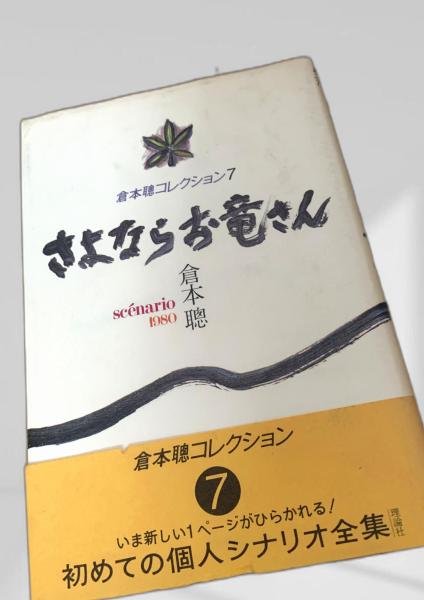 倉本聰コレクション7
さよならお竜さん
倉本聰
scénario
1980
倉本聰コレクション
7
いま新しい1ページがひらかれる!
初めての個人シナリオ全集
理論社